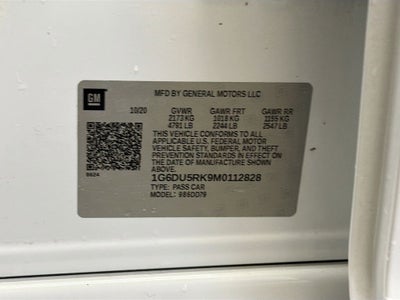 GM
MFD BY GENERAL MOTORS LLC
10/20 GVWR GAWR FRT GAWR RR
2173 KG 1018 KG 1155 KG
4791 LB 2244 LB 2547 LB
THIS VEHICLE CONFORMS TO ALL
APPLICABLE U.S. FEDERAL MOTOR
VEHICLE SAFETY, BUMPER, AND THEFT
PREVENTION STANDARDS IN EFFECT ON
THE DATE OF MANUFACTURE SHOWN
ABOVE.
1G6DU5RK9M0112828
TYPE: PASS CAR
MODEL: 986DD79